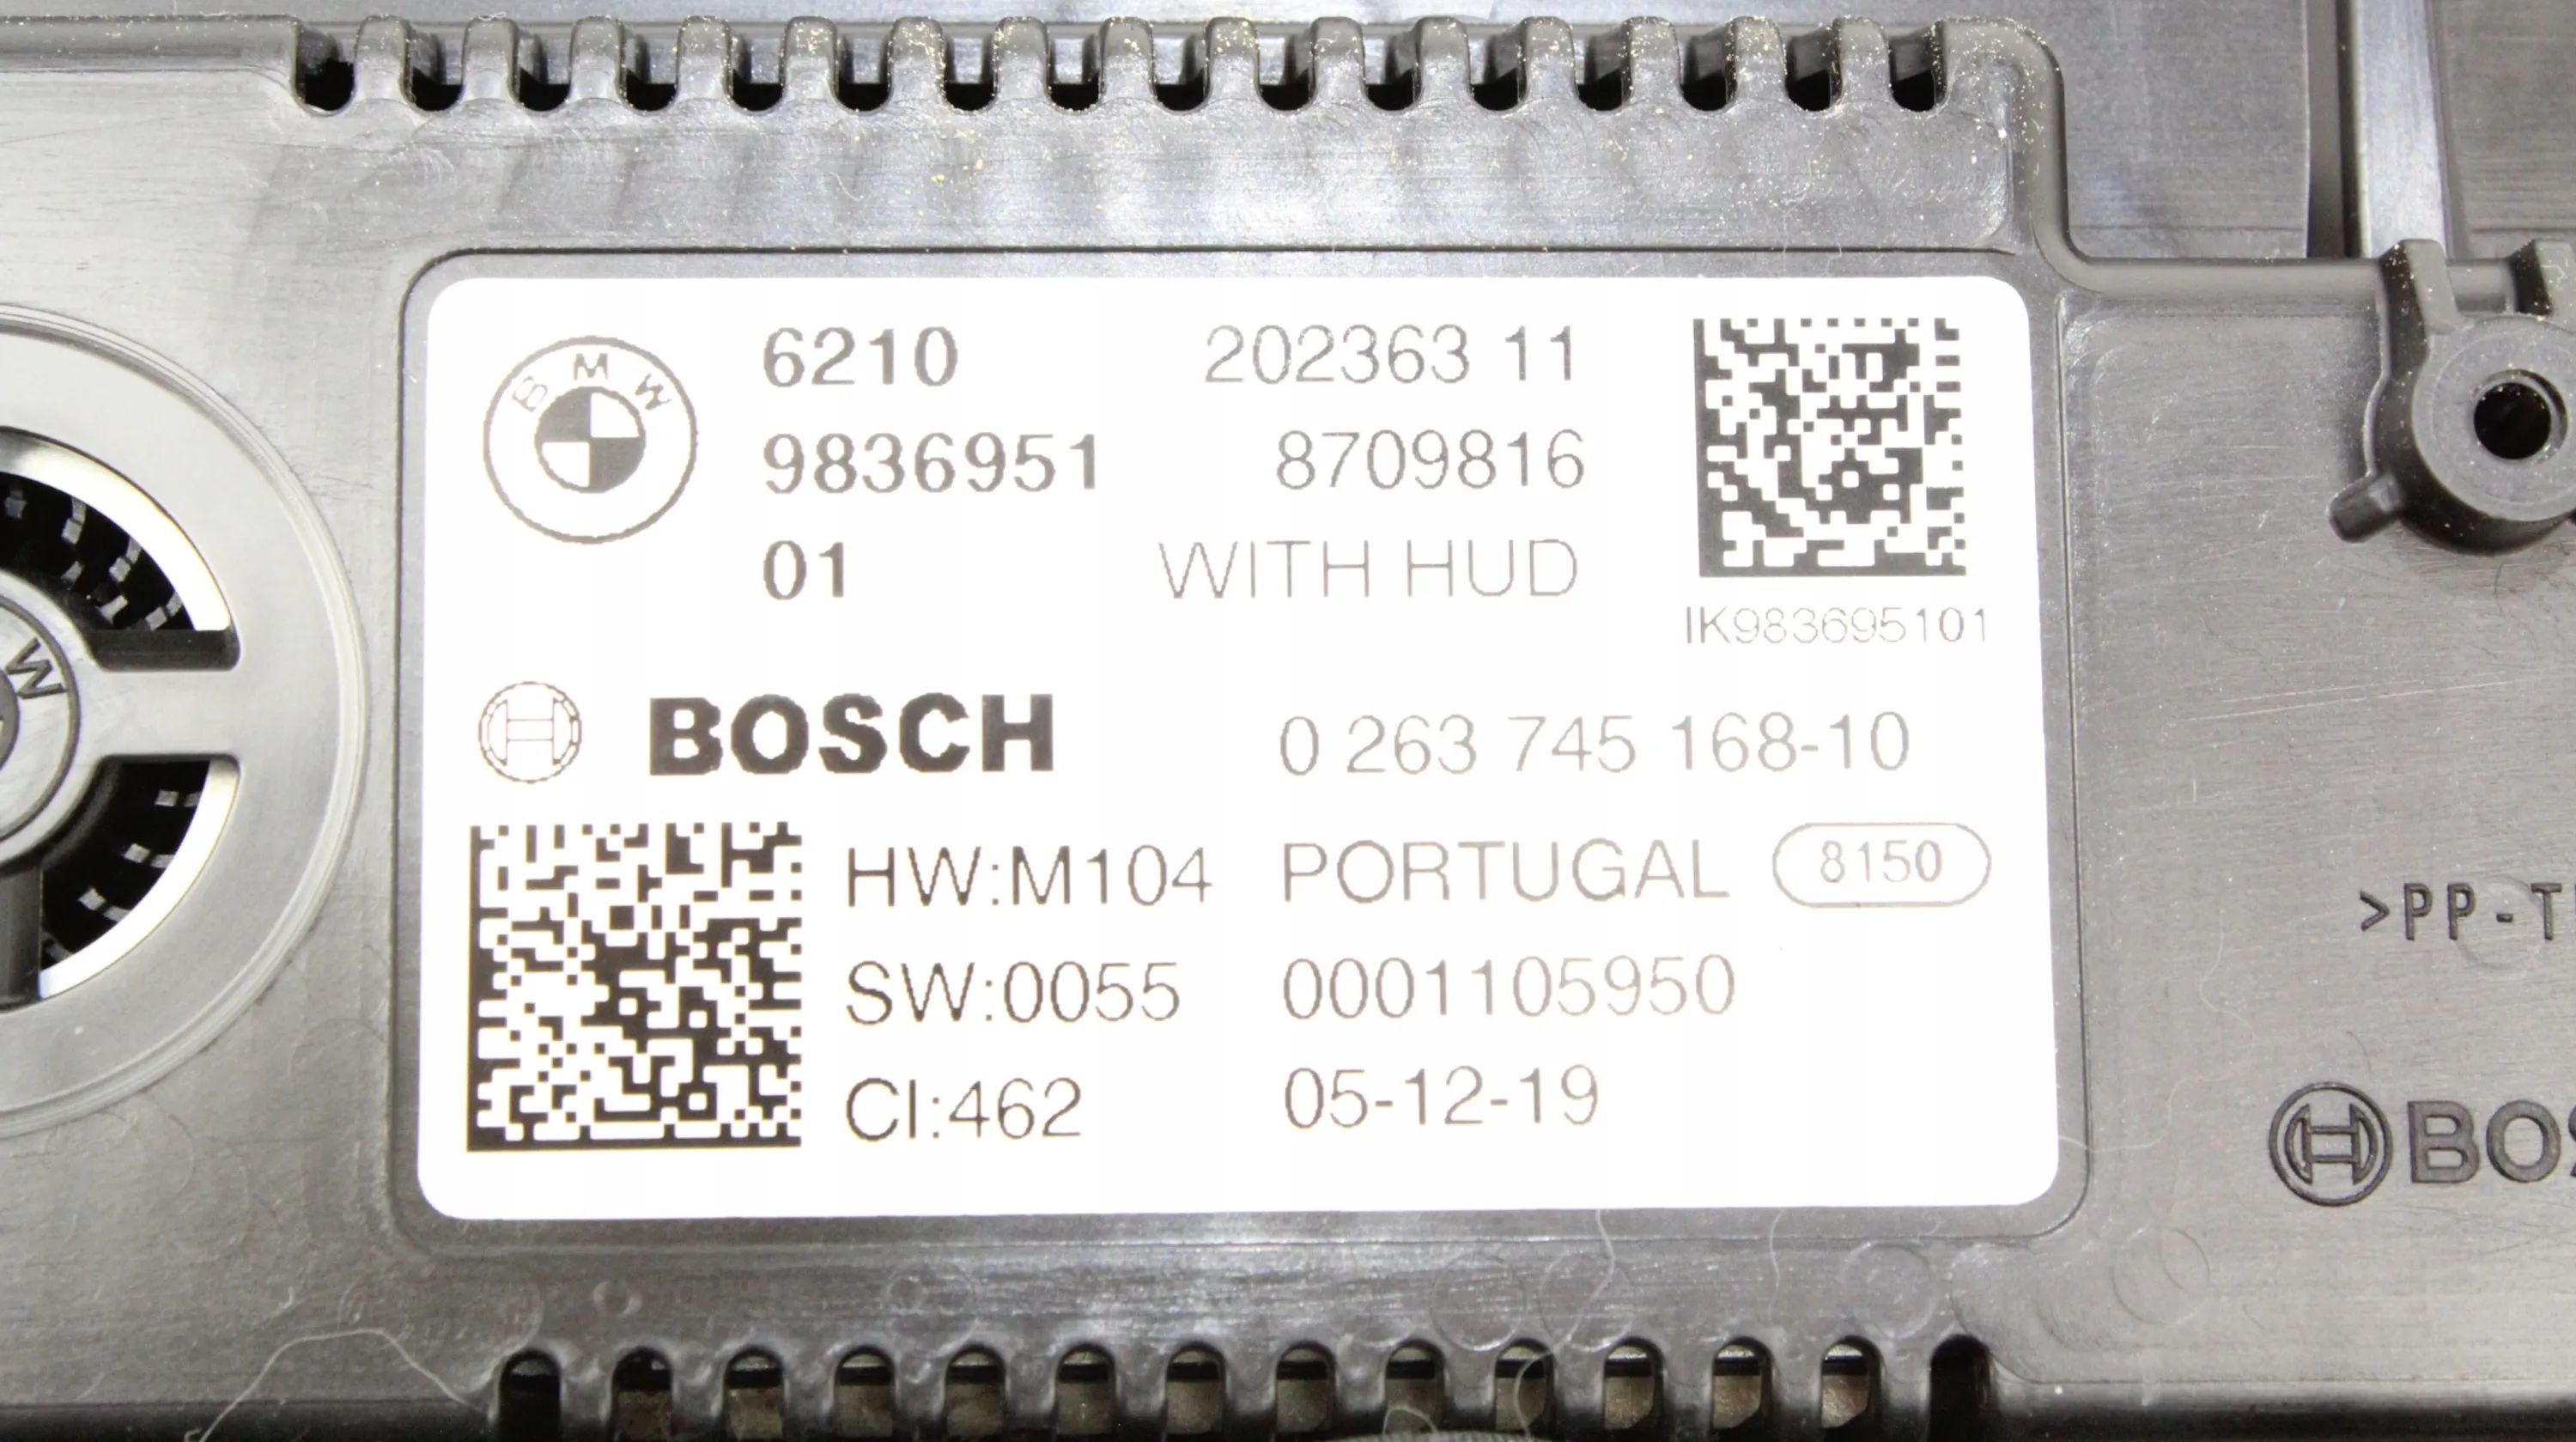 BMW
6210
202363 11
9836951
8709816
01
WITH HUD
IK983695101
BOSCH
0 263 745 168-10
HW:M104
PORTUGAL
8150
SW:0055
0001105950
CI:462
05-12-19
W
>PP-T
BOS